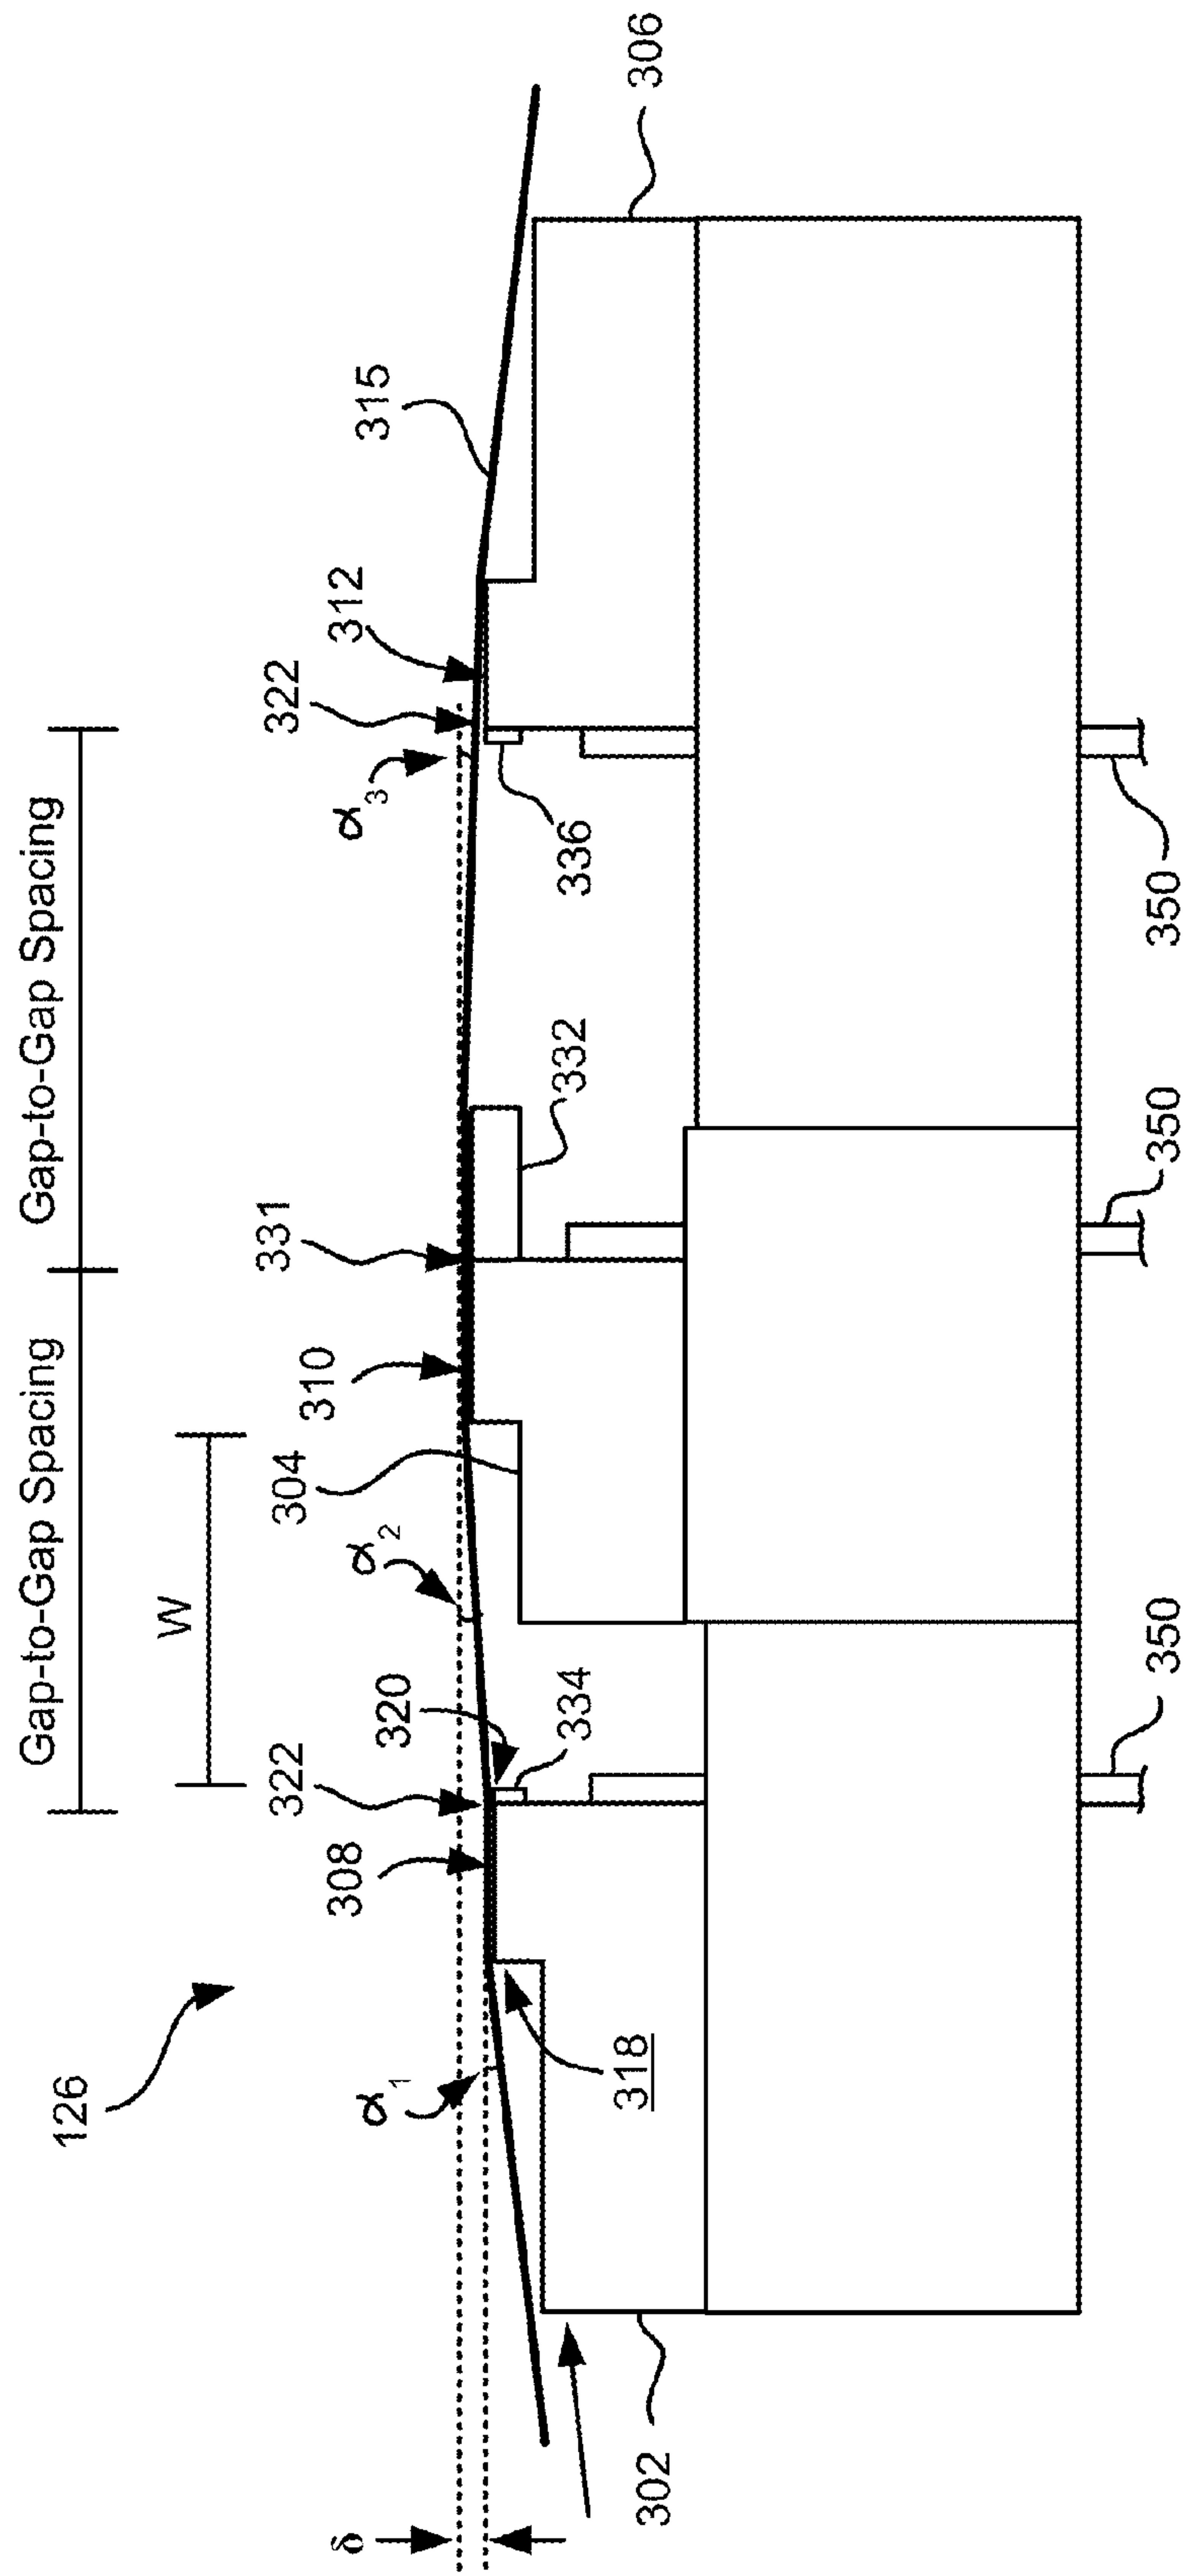 Gap-to-Gap Spacing
Gap-to-Gap Spacing
W
126
δ
α1
308
322
320
α2
304
310
331
332
α3
322
312
315
306
318
334
336
302
350
350
350